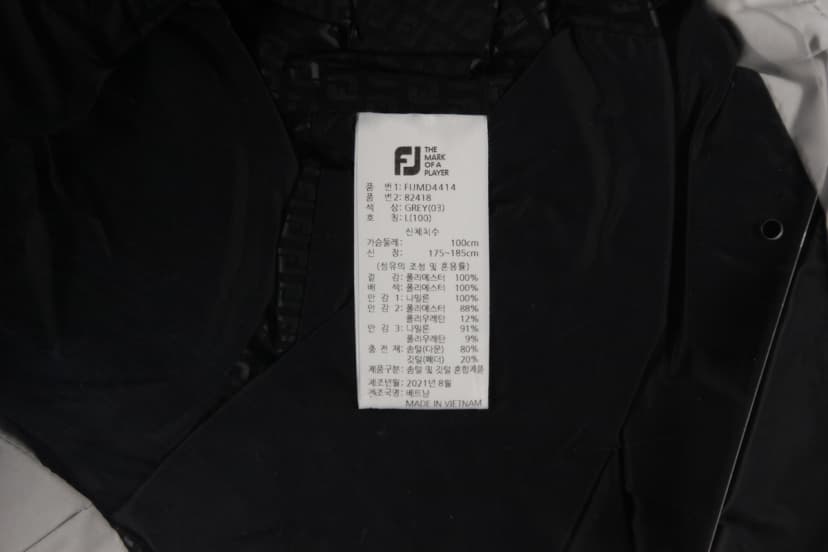 FJ THE
MARK
OF A
PLAYER
품 번1: FIJMD4414
품 번2: 82418
색 상: GREY(03)
호 칭: L(100)
신체치수
가슴둘레: 100cm
신 장: 175~185cm
(섬유의 조성 및 혼용률)
겉 감: 폴리에스터 100%
배 색: 폴리에스터 100%
안 감 1: 나일론 100%
안 감 2: 폴리에스터 88%
폴리우레탄 12%
안 감 3: 나일론 91%
폴리우레탄 9%
충 전 재: 솜털(다운) 80%
깃털(페더) 20%
제품구분: 솜털 및 깃털 혼합제품
제조년월: 2021년 8월
제조국명: 베트남
MADE IN VIETNAM